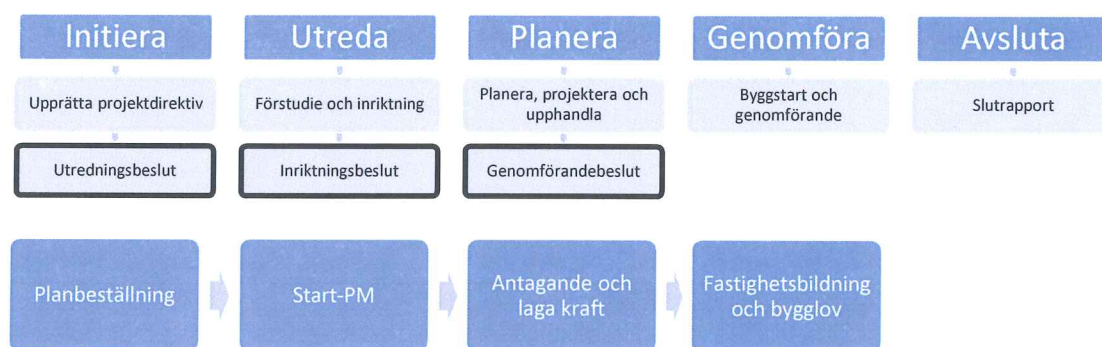 Initiera
Utreda
Planera
Genomföra
Avsluta
Upprätta projektdirektiv
Förstudie och inriktning
Planera, projektera och
upphandla
Byggstart och
genomförande
Slutrapport
Utredningsbeslut
Inriktningsbeslut
Genomförandebeslut
Planbeställning
Start-PM
Antagande och
laga kraft
Fastighetsbildning
och bygglov